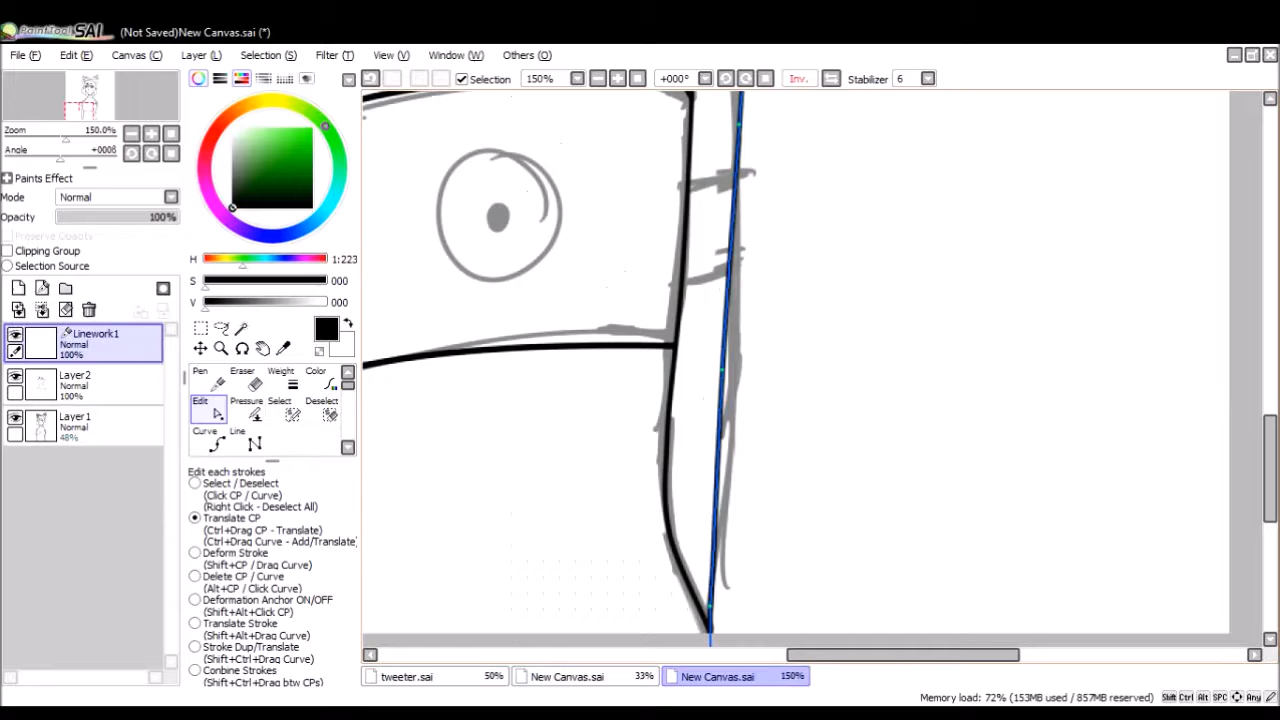 PaintTool SAI (Not Saved)New Canvas.sai (*)
File (F) Edit (E) Canvas (C) Layer (L) Selection (S) Filter (T) View (V) Window (W) Others (O)
Selection 150% +000° Inv. Stabilizer 6
Zoom 150.0%
Angle +000°
Paints Effect
Mode Normal
Opacity 100%
Preserve Opacity
Clipping Group
Selection Source
Linework1
Normal
100%
Layer2
Normal
100%
Layer1
Normal
48%
H 1:223
S 000
V 000
Pen Eraser Weight Color
Edit Pressure Select Deselect
Curve Line
Edit each strokes
Select / Deselect
(Click CP / Curve)
(Right Click - Deselect All)
Translate CP
(Ctrl+Drag CP - Translate)
(Ctrl+Drag Curve - Add/Translate
Deform Stroke
(Shift+CP / Drag Curve)
Delete CP / Curve
(Alt+CP / Click Curve)
Deformation Anchor ON/OFF
(Shift+Alt+Click CP)
Translate Stroke
(Shift+Alt+Drag Curve)
Stroke Dup/Translate
(Shift+Ctrl+Drag Curve)
Conbine Strokes
(Shift+Ctrl+Drag btw CPs)
tweeter.sai 50% New Canvas.sai 33% New Canvas.sai 150%
Memory load: 72% (153MB used / 857MB reserved) Shift Ctrl Alt SPC Any